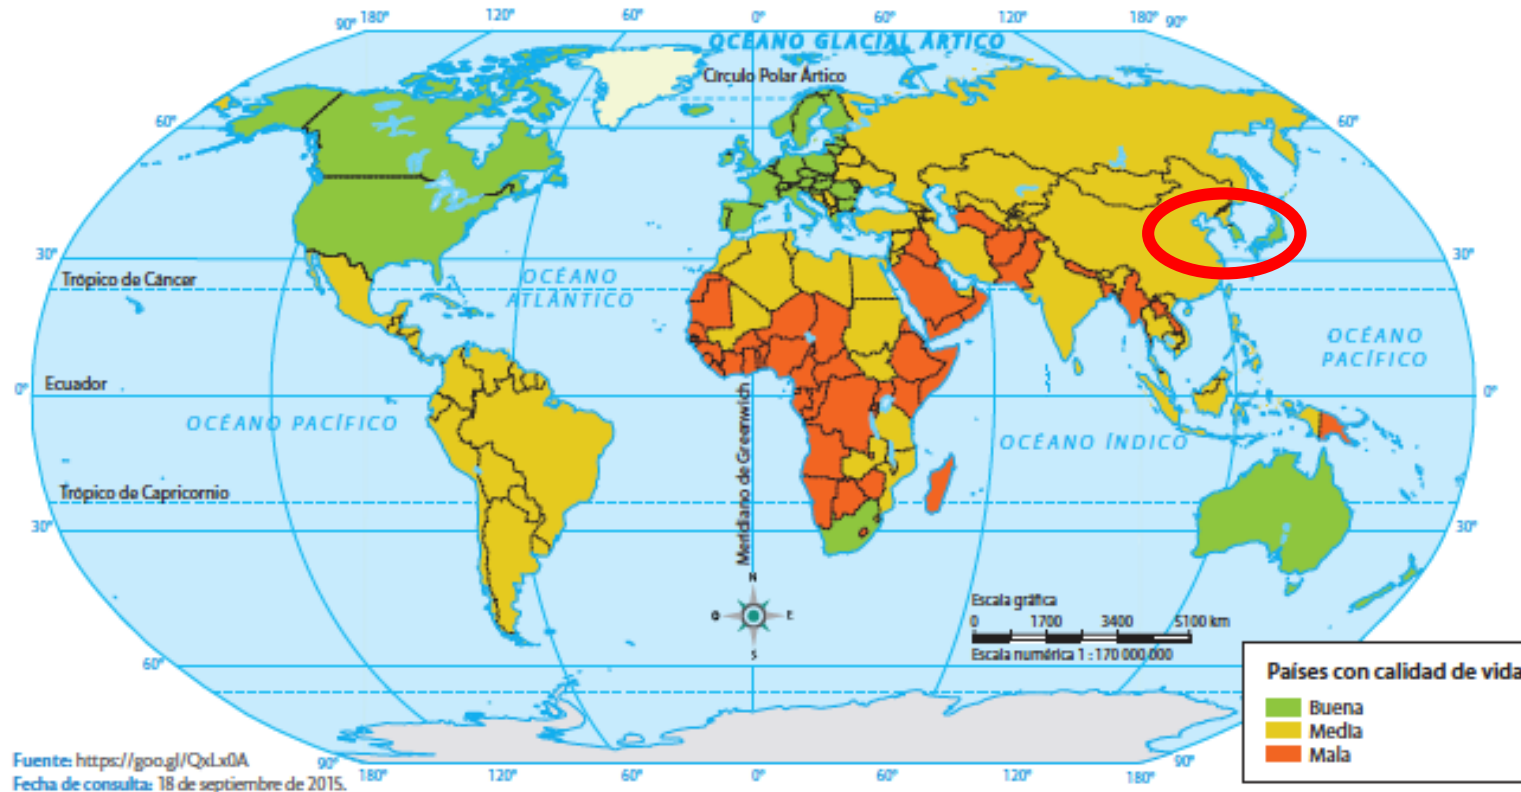 90° 180° 120° 60° 0° 60° 120° 180° 90°
OCÉANO GLACIAL ÁRTICO
Círculo Polar Ártico
60° 60°
30° 30°
Trópico de Cáncer
OCÉANO
ATLÁNTICO
OCÉANO
PACÍFICO
Ecuador
0° 0°
OCÉANO PACÍFICO
Meridiano de Greenwich
OCÉANO ÍNDICO
Trópico de Capricornio
30° 30°
N
O E
S
Escala gráfica
0 1700 3400 5100 km
Escala numérica 1 : 170 000 000
60°
Países con calidad de vida
Buena
Media
Mala
Fuente: https://goo.gl/QxLx0A
Fecha de consulta: 18 de septiembre de 2015.
90° 180° 120° 60° 0° 60° 120° 180° 90°